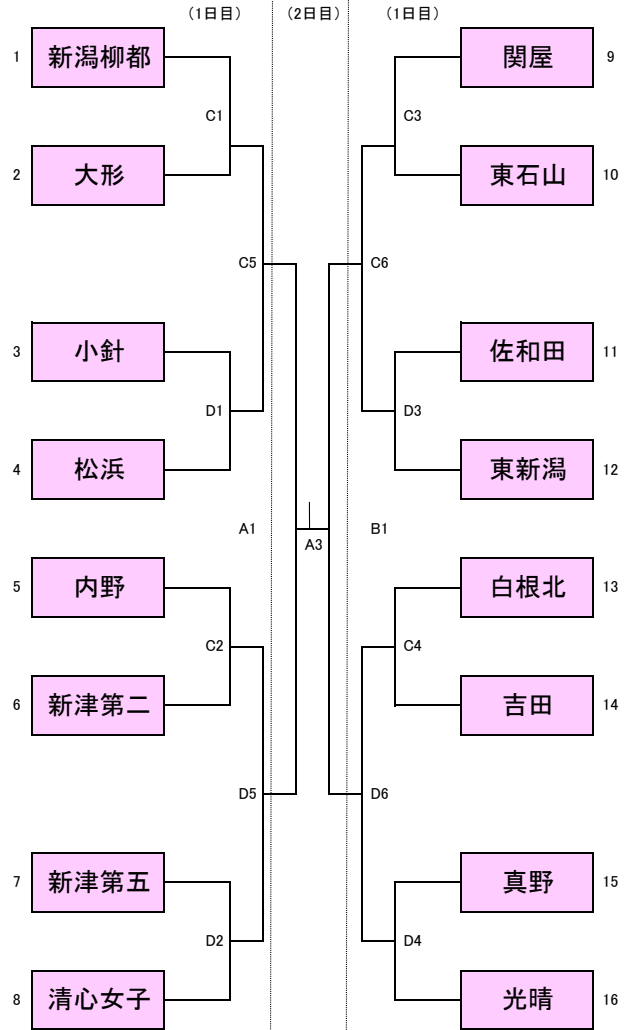 （1日目）
（2日目）
（1日目）
1 新潟柳都
関屋 9
C1
C3
2 大形
東石山 10
C5
C6
3 小針
佐和田 11
D1
D3
4 松浜
東新潟 12
A1
A3
B1
5 内野
白根北 13
C2
C4
6 新津第二
吉田 14
D5
D6
7 新津第五
真野 15
D2
D4
8 清心女子
光晴 16